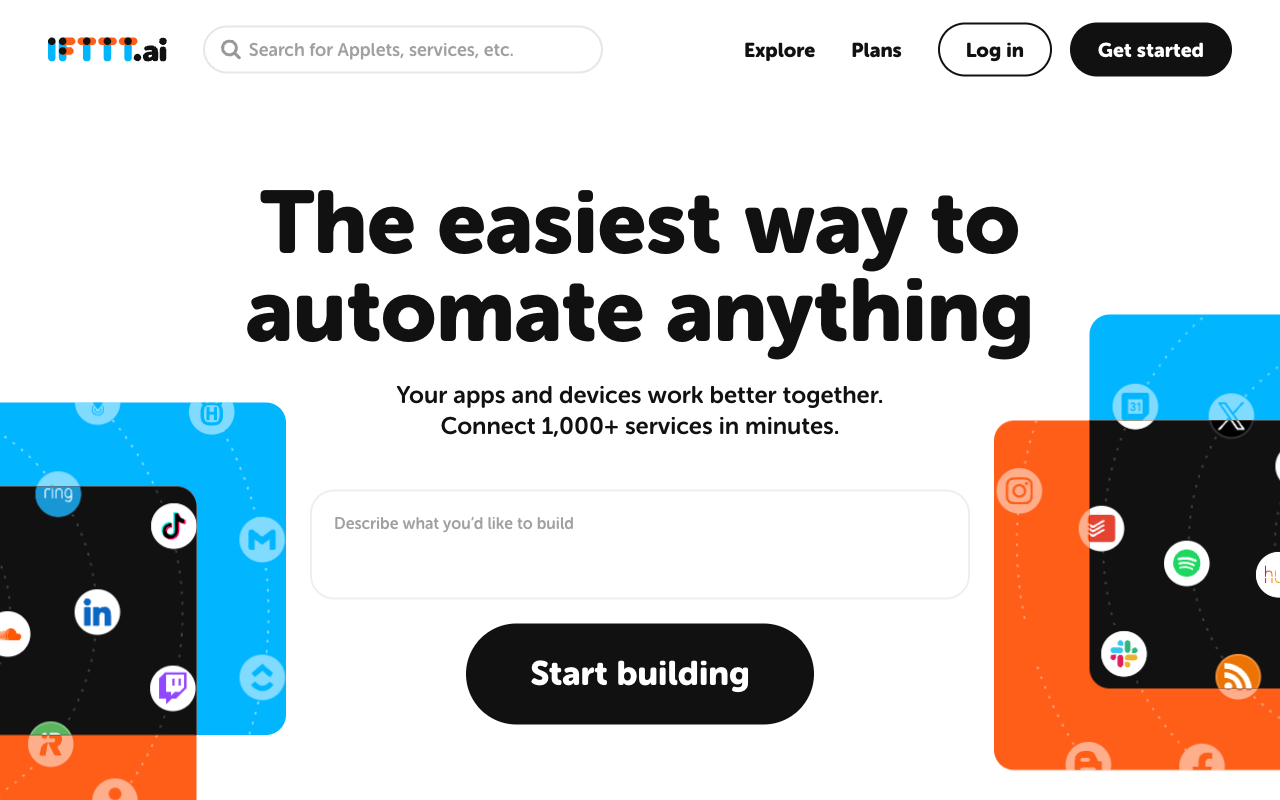 IFTTT.ai
Search for Applets, services, etc.
Explore
Plans
Log in
Get started
The easiest way to
automate anything
Your apps and devices work better together.
Connect 1,000+ services in minutes.
Describe what you’d like to build
Start building
ring
31